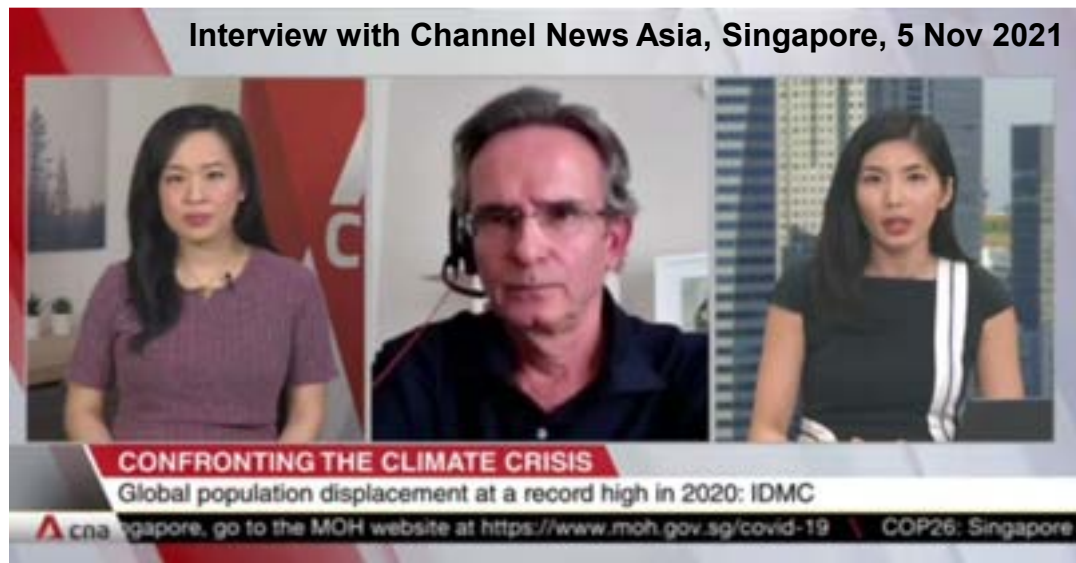 Interview with Channel News Asia, Singapore, 5 Nov 2021
CONFRONTING THE CLIMATE CRISIS
Global population displacement at a record high in 2020: IDMC
cna ngapore, go to the MOH website at https://www.moh.gov.sg/covid-19 \ COP26: Singapore